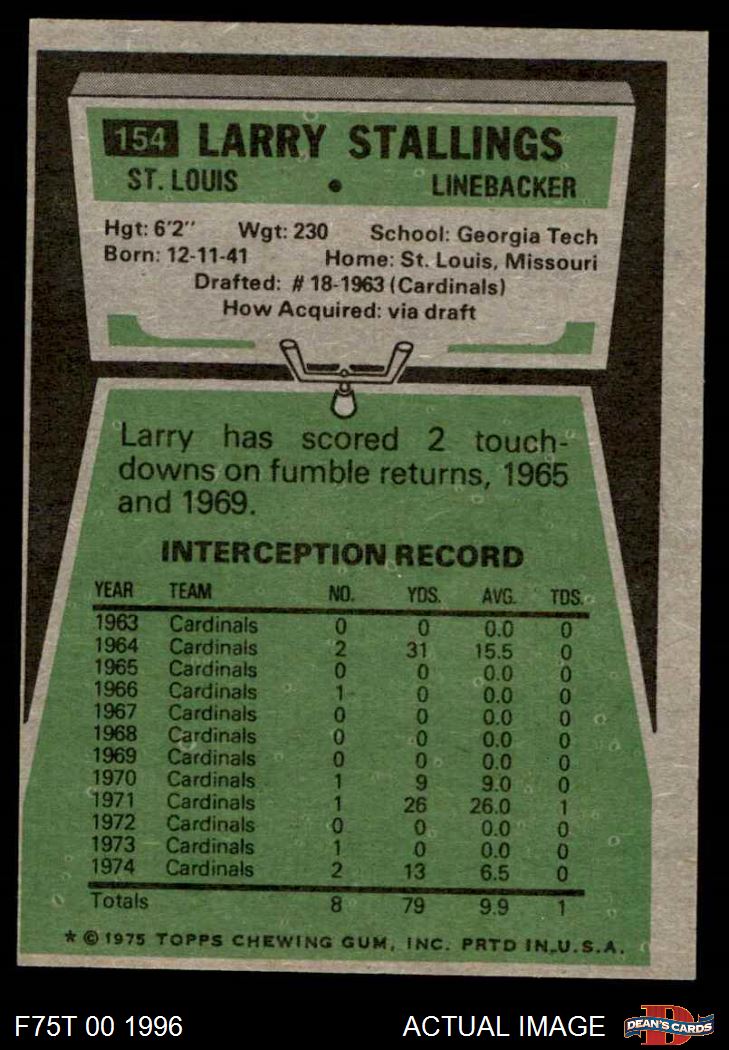 154 LARRY STALLINGS
ST. LOUIS • LINEBACKER
Hgt: 6'2" Wgt: 230 School: Georgia Tech
Born: 12-11-41 Home: St. Louis, Missouri
Drafted: # 18-1963 (Cardinals)
How Acquired: via draft
Larry has scored 2 touch-
downs on fumble returns, 1965
and 1969.
INTERCEPTION RECORD
YEAR TEAM NO. YDS. AVG. TDS.
1963 Cardinals 0 0 0.0 0
1964 Cardinals 2 31 15.5 0
1965 Cardinals 0 0 0.0 0
1966 Cardinals 1 0 0.0 0
1967 Cardinals 0 0 0.0 0
1968 Cardinals 0 0 0.0 0
1969 Cardinals 0 0 0.0 0
1970 Cardinals 1 9 9.0 0
1971 Cardinals 1 26 26.0 1
1972 Cardinals 0 0 0.0 0
1973 Cardinals 1 0 0.0 0
1974 Cardinals 2 13 6.5 0
Totals 8 79 9.9 1
* © 1975 TOPPS CHEWING GUM, INC. PRTD IN U.S.A.
F75T 00 1996 ACTUAL IMAGE D DEAN'S CARDS